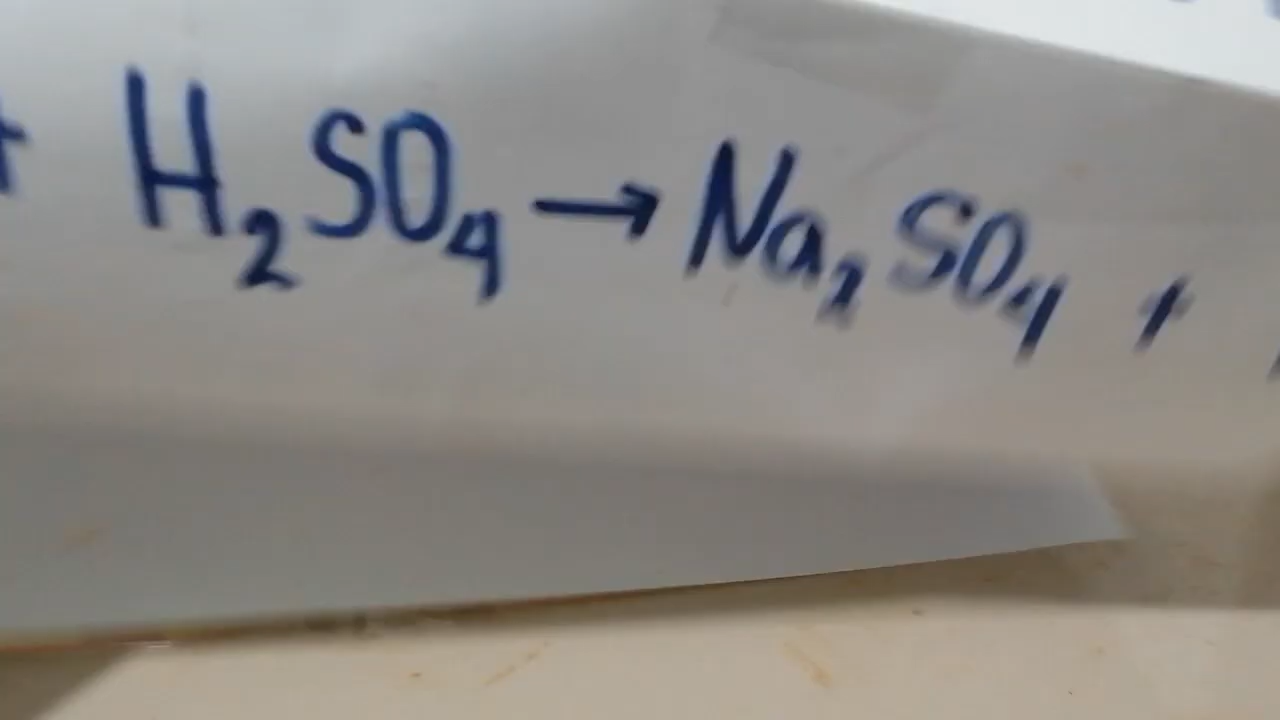 + H₂SO₄ → Na₂SO₄ +